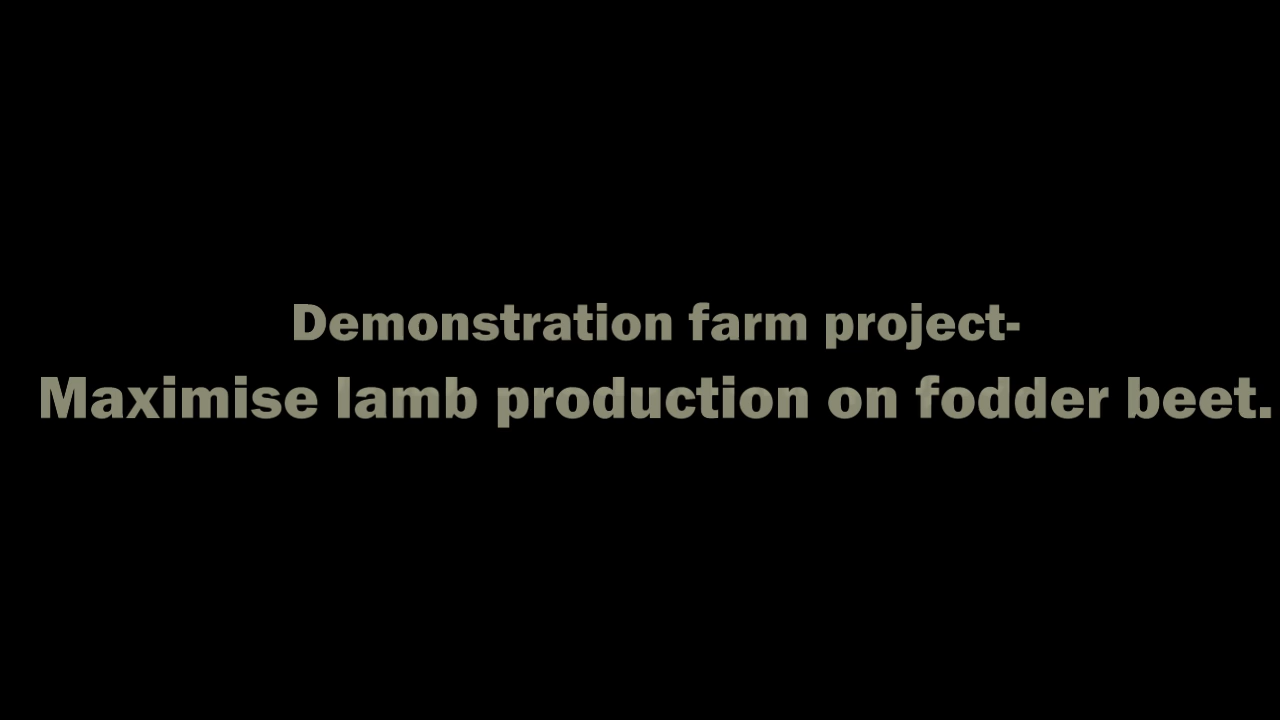 Demonstration farm project-
Maximise lamb production on fodder beet.